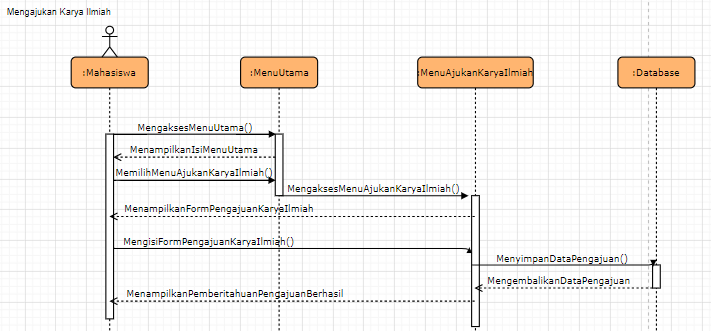 Mengajukan Karya Ilmiah
:Mahasiswa
:MenuUtama
:MenuAjukanKaryaIlmiah
:Database
MengaksesMenuUtama()
MenampilkanIsiMenuUtama
MemilihMenuAjukanKaryaIlmiah()
MengaksesMenuAjukanKaryaIlmiah()
MenampilkanFormPengajuanKaryaIlmiah
MengisiFormPengajuanKaryaIlmiah()
MenyimpanDataPengajuan()
MengembalikanDataPengajuan
MenampilkanPemberitahuanPengajuanBerhasil